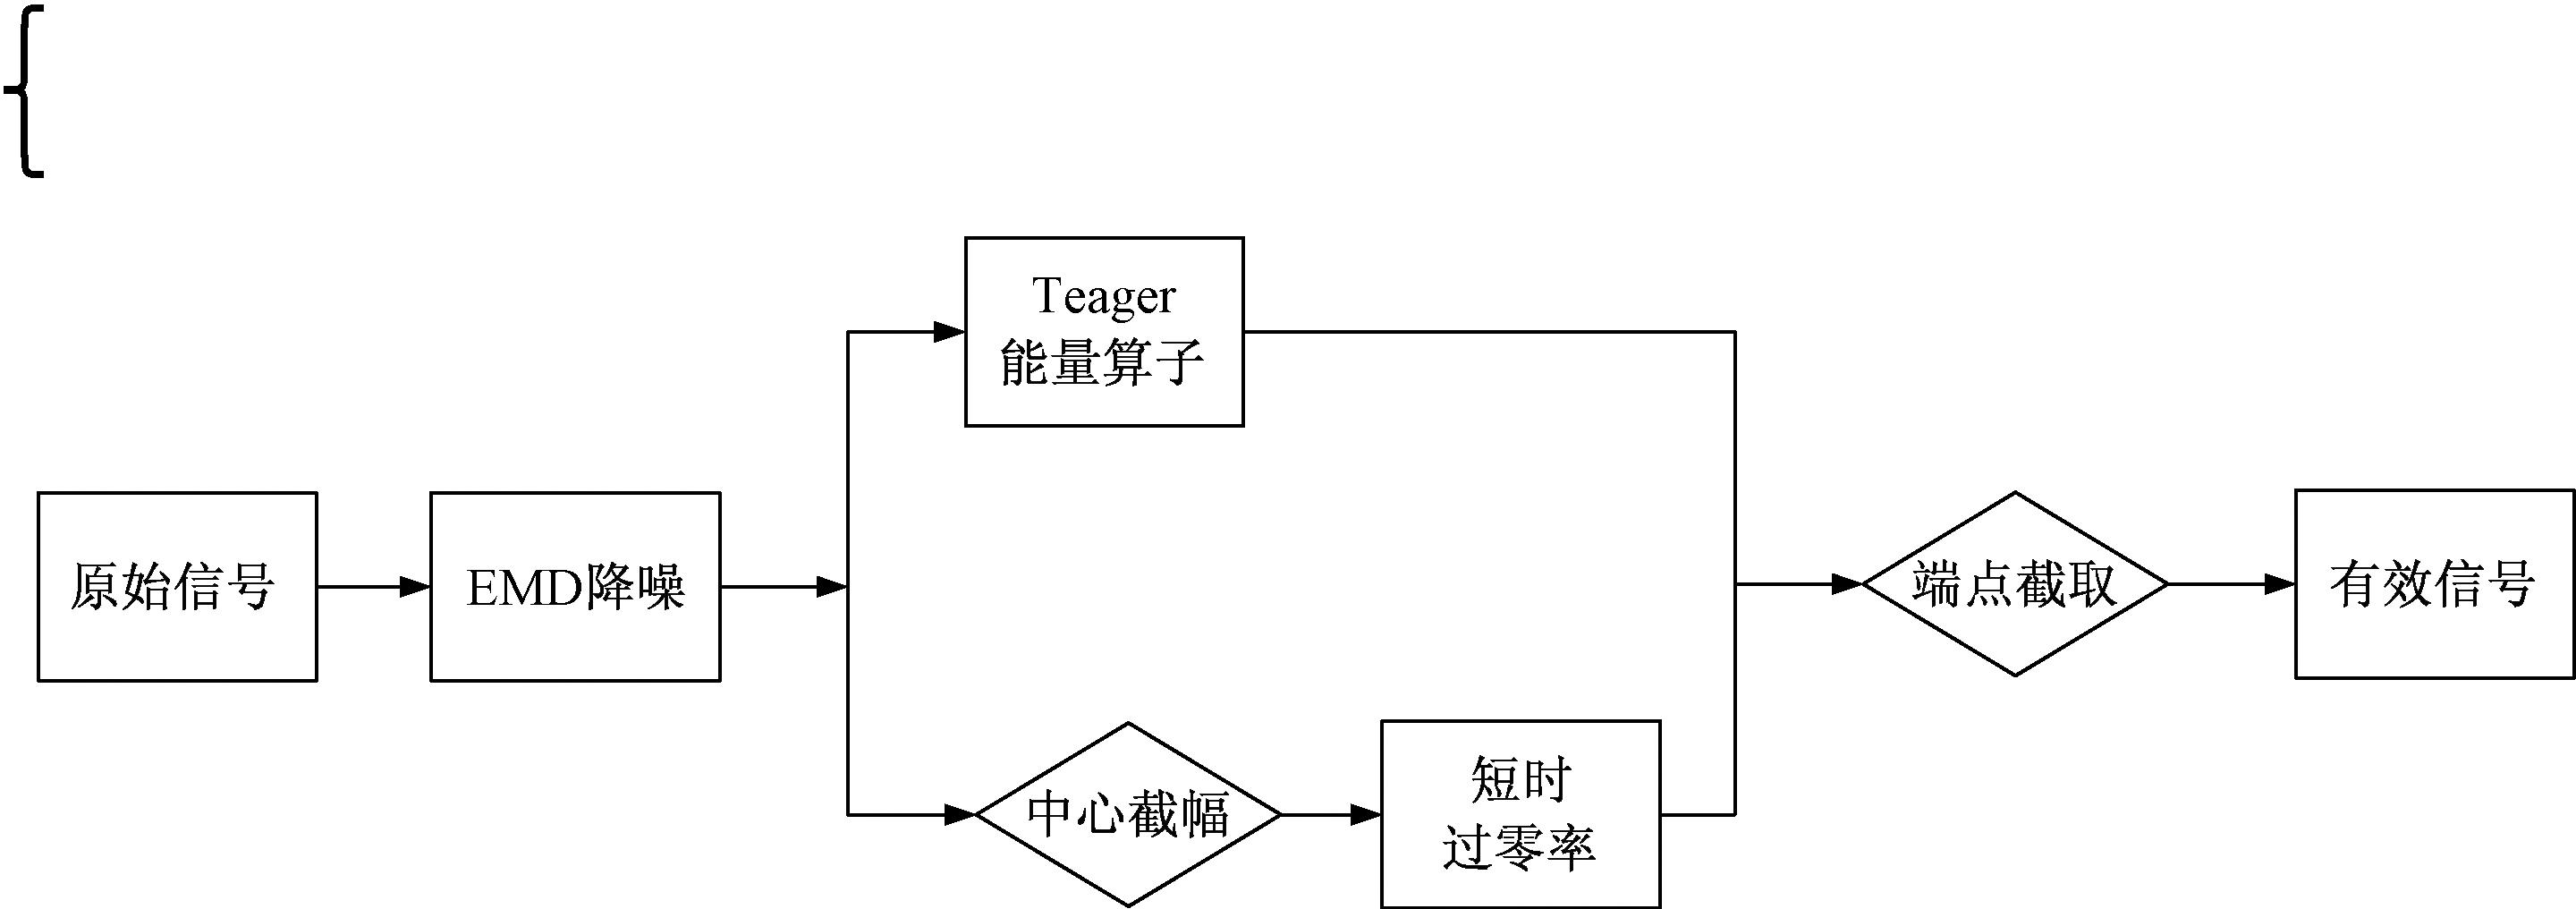 Teager
能量算子
原始信号
EMD降噪
端点截取
有效信号
中心截幅
短时
过零率